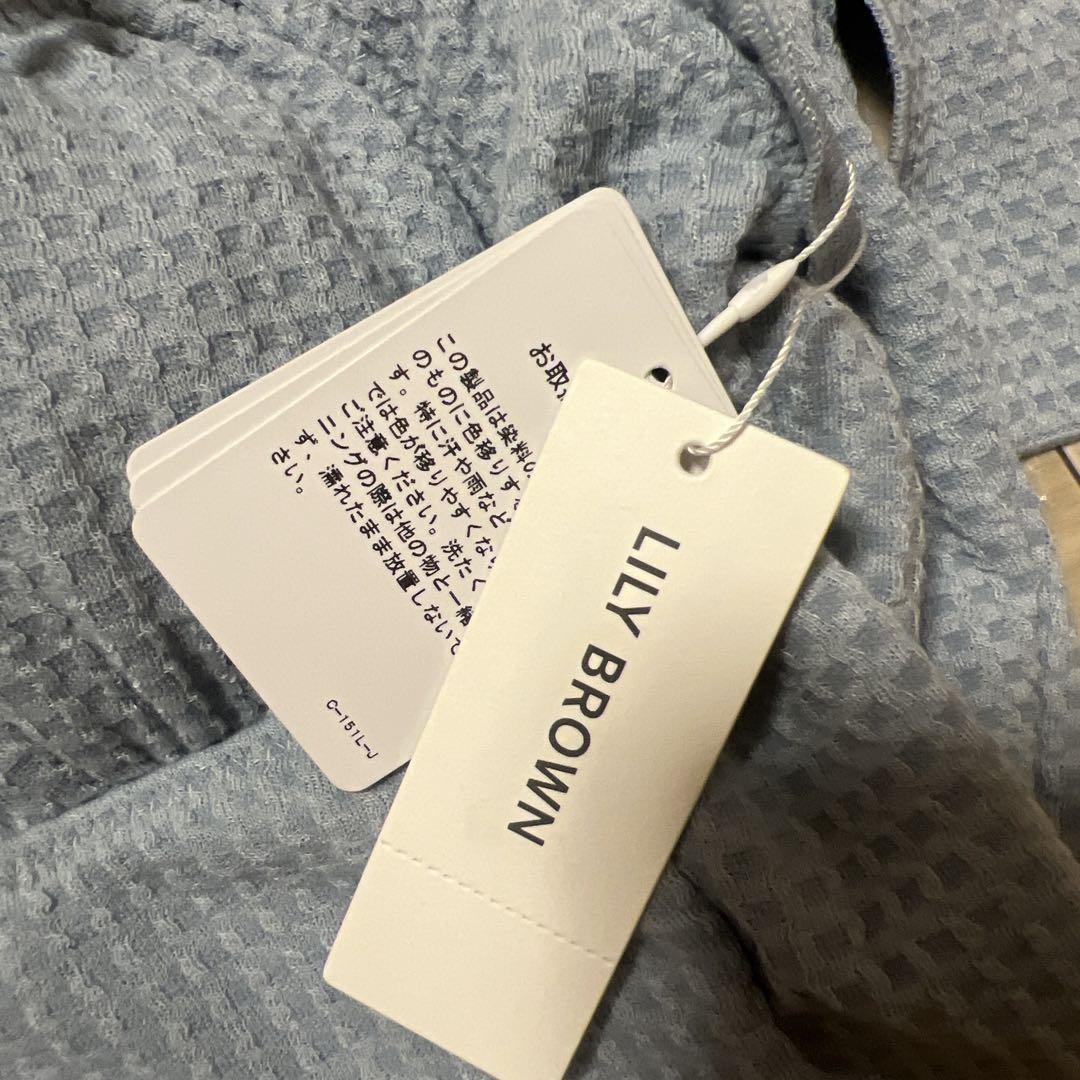 お取
この製品は染料の
のものに色移りす
す。特に汗や雨など
では色が移りやすくな
ご注意ください。洗たく
ニングの際は他の物と一緒
ず、濡れたまま放置しないで
さい。
C-151L-J
LILY BROWN